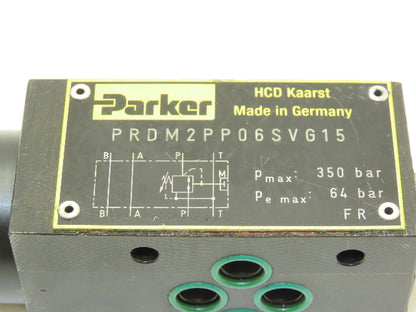 Parker
HCD Kaarst
Made in Germany
PRDM2PP06SVG15
B A P T
M
L
B A P T
pmax: 350 bar
pe max: 64 bar
FR